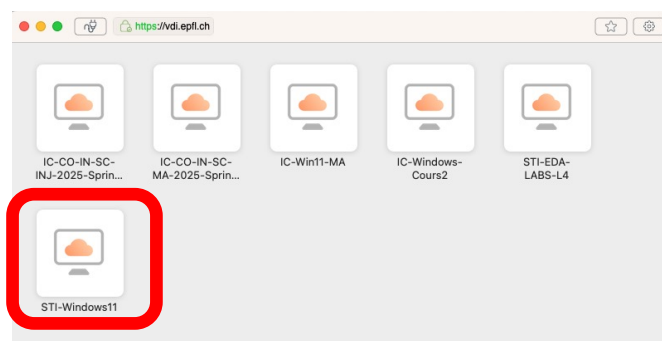 https://vdi.epfl.ch
IC-CO-IN-SC-
INJ-2025-Sprin...
IC-CO-IN-SC-
MA-2025-Sprin...
IC-Win11-MA
IC-Windows-
Cours2
STI-EDA-
LABS-L4
STI-Windows11